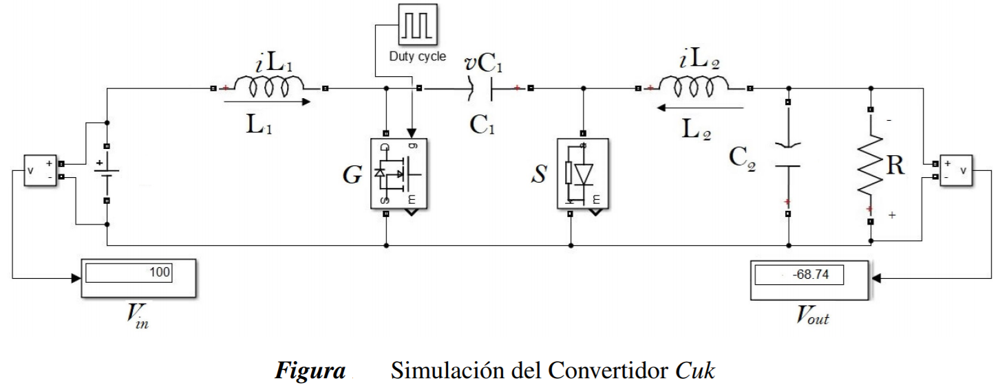 Duty cycle
iL1
vC1
iL2
L1
C1
L2
+
-
v
+
G
D
g
S
m
S
a
k
m
C2
R
-
+
+
-
v
100
-68.74
Vin
Vout
Figura Simulación del Convertidor Cuk